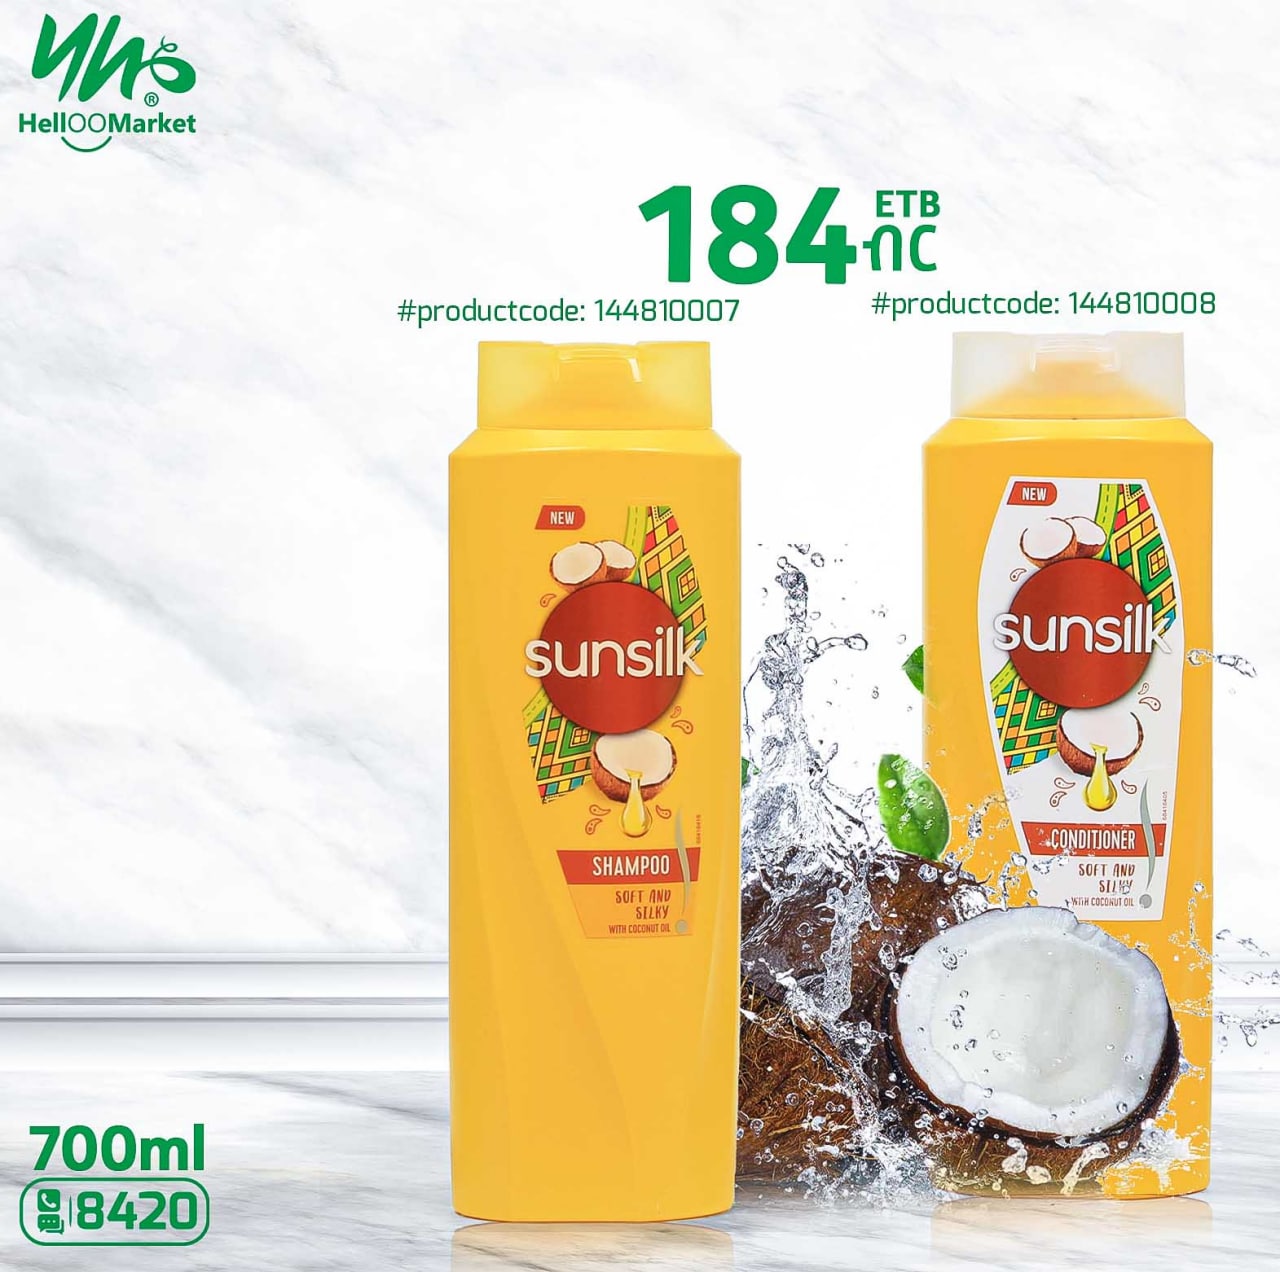 ሄሎ
®
HellOOMarket
184 ETB
ብር
#productcode: 144810007
#productcode: 144810008
NEW
sunsilk
SHAMPOO
SOFT AND
SILKY
WITH COCONUT OIL
NEW
sunsilk
CONDITIONER
SOFT AND
SILKY
WITH COCONUT OIL
700ml
8420